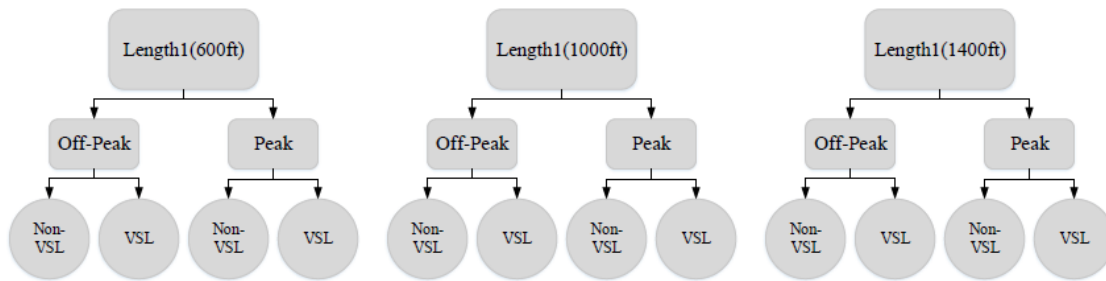 Length1(600ft)
Length1(1000ft)
Length1(1400ft)
Off-Peak
Peak
Off-Peak
Peak
Off-Peak
Peak
Non-
VSL
VSL
Non-
VSL
VSL
Non-
VSL
VSL
Non-
VSL
VSL
Non-
VSL
VSL
Non-
VSL
VSL